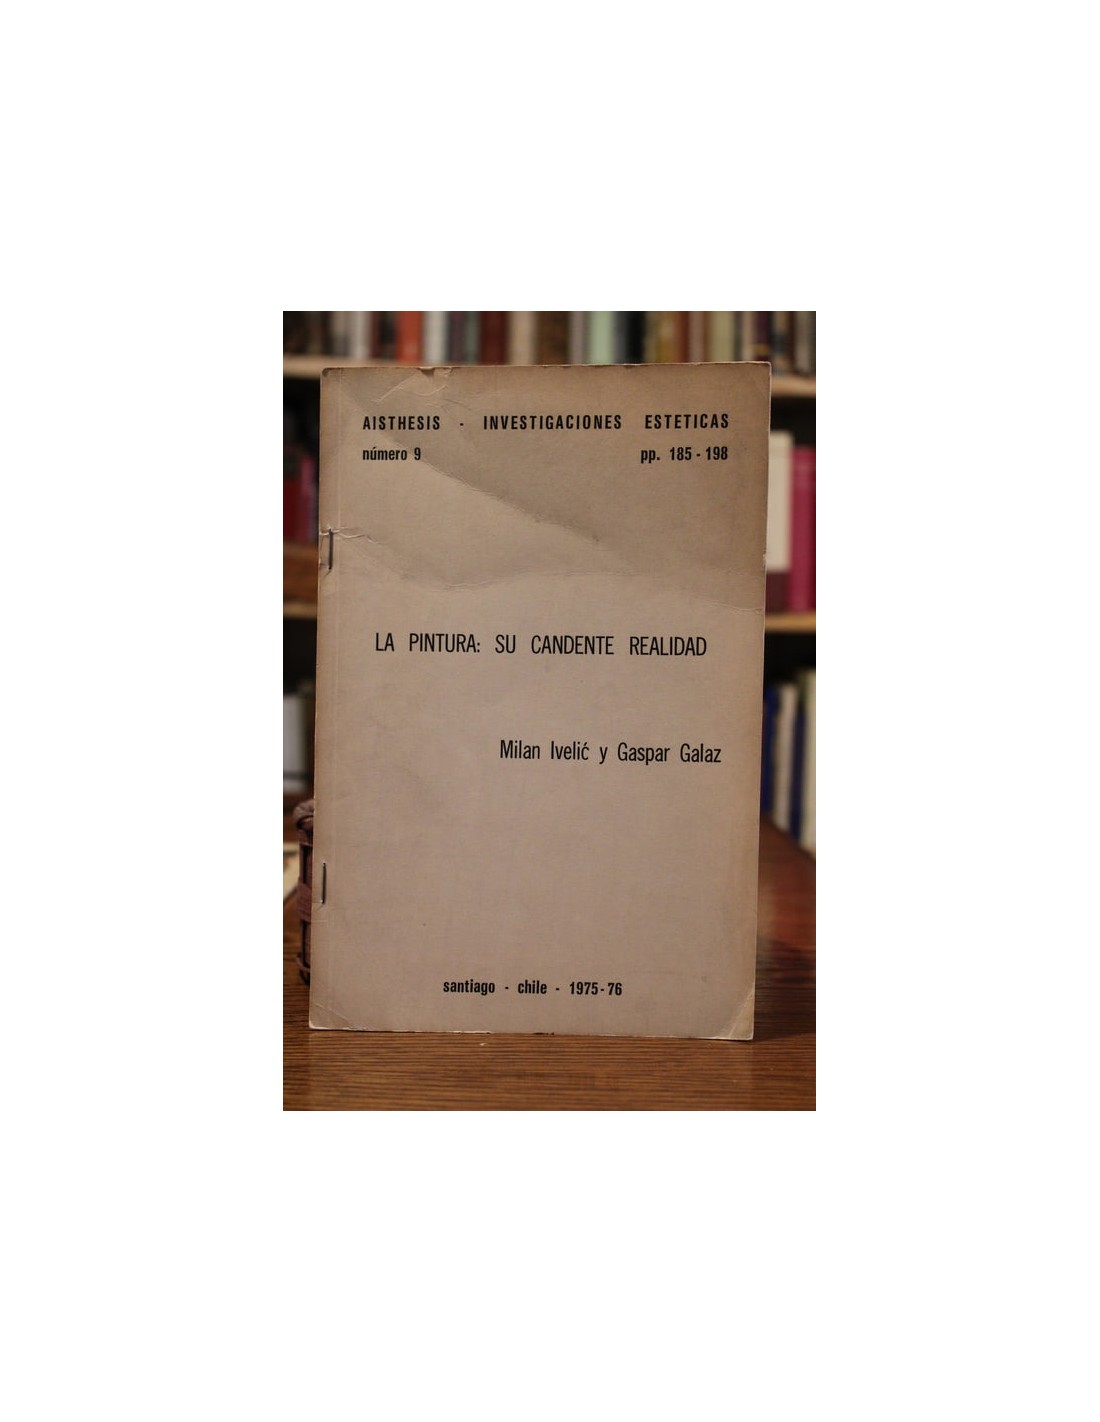 AISTHESIS - INVESTIGACIONES ESTETICAS
número 9 pp. 185-198
LA PINTURA: SU CANDENTE REALIDAD
Milan Ivelić y Gaspar Galaz
santiago - chile - 1975-76